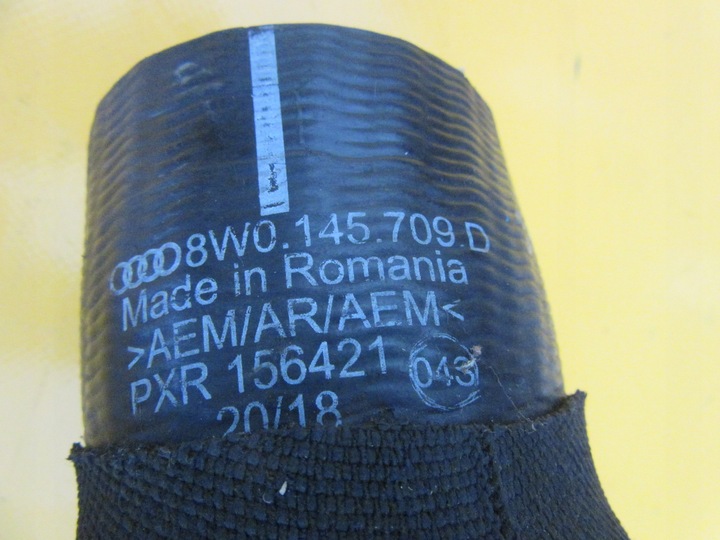 8W0.145.709.D
Made in Romania
>AEM/AR/AEM<
PXR 156421 043
20/18